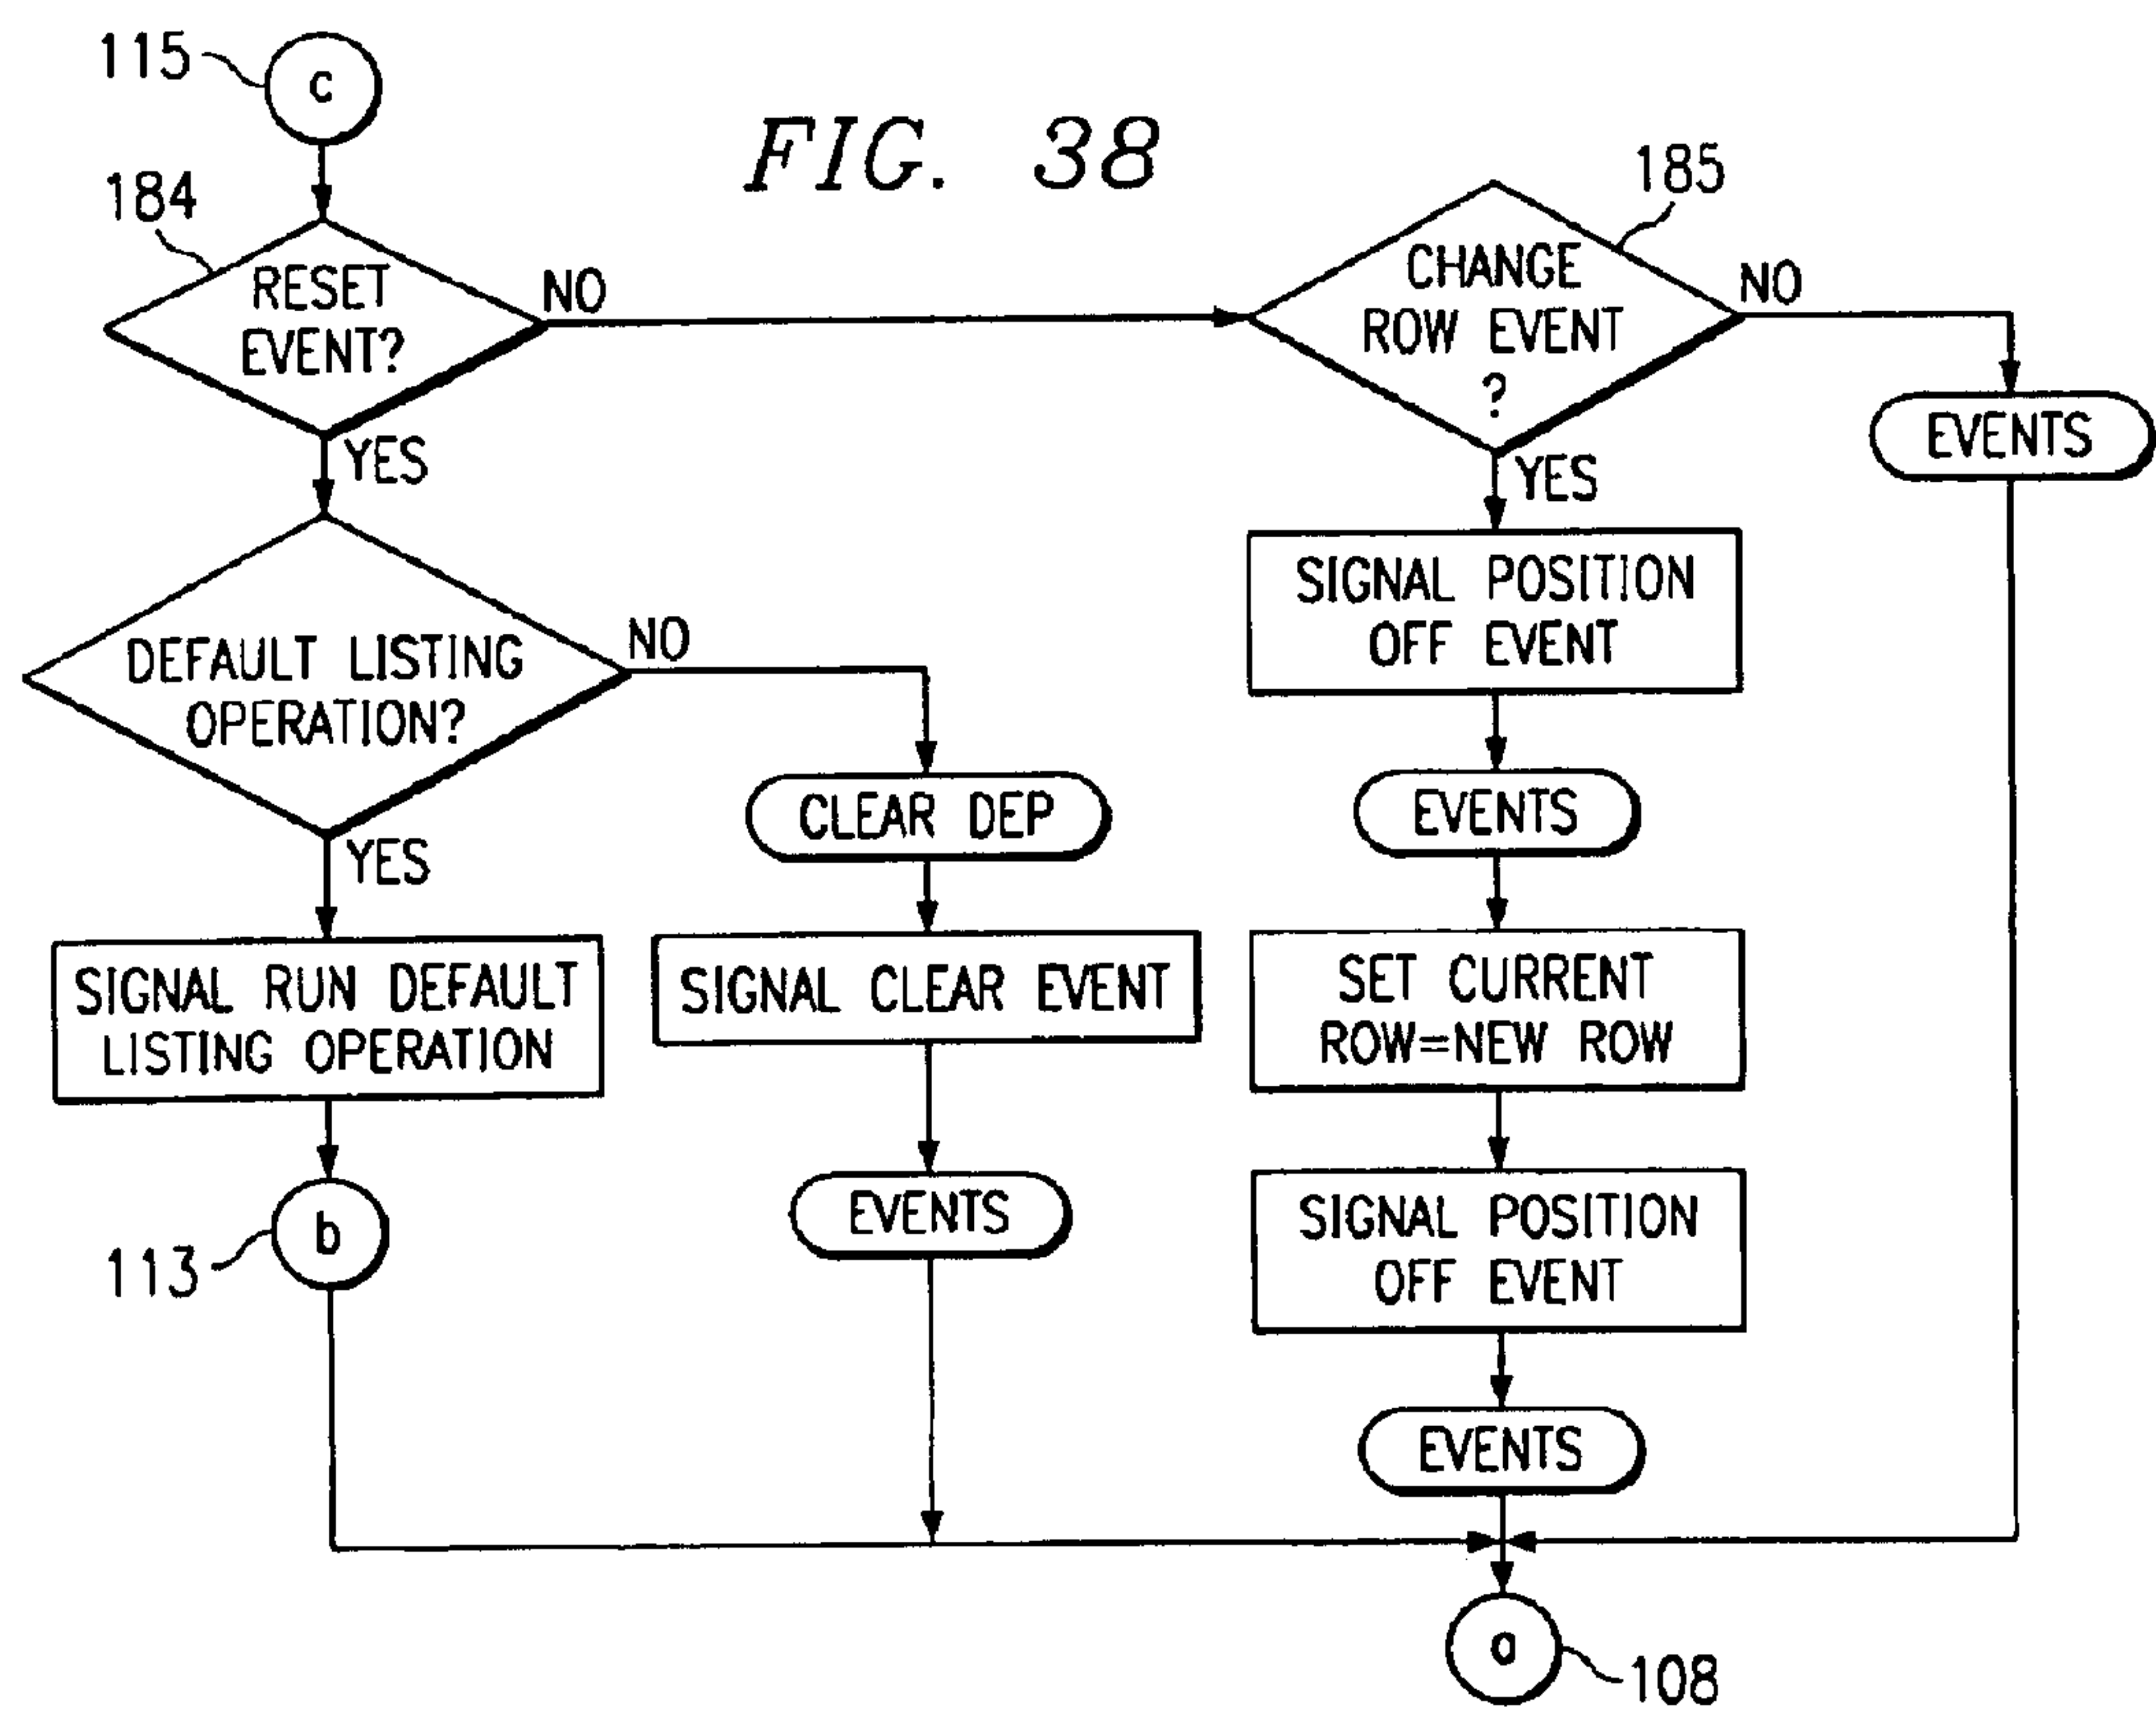 115
c
FIG. 38
184
RESET
EVENT?
NO
YES
185
CHANGE
ROW EVENT
?
NO
YES
EVENTS
DEFAULT LISTING
OPERATION?
NO
YES
SIGNAL POSITION
OFF EVENT
CLEAR DEP
EVENTS
SIGNAL RUN DEFAULT
LISTING OPERATION
SIGNAL CLEAR EVENT
SET CURRENT
ROW=NEW ROW
b
113
EVENTS
SIGNAL POSITION
OFF EVENT
EVENTS
a
108